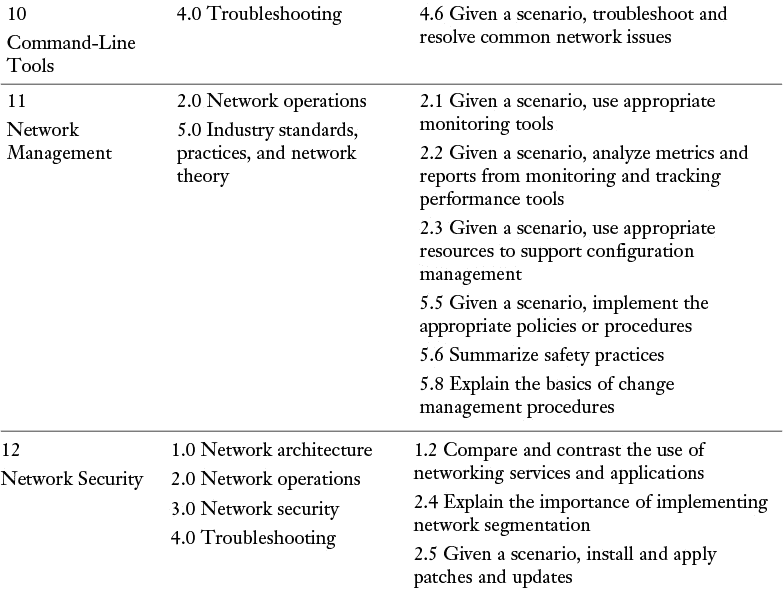 10
Command-Line
Tools
4.0 Troubleshooting
4.6 Given a scenario, troubleshoot and
resolve common network issues
11
Network
Management
2.0 Network operations
5.0 Industry standards,
practices, and network
theory
2.1 Given a scenario, use appropriate
monitoring tools
2.2 Given a scenario, analyze metrics and
reports from monitoring and tracking
performance tools
2.3 Given a scenario, use appropriate
resources to support configuration
management
5.5 Given a scenario, implement the
appropriate policies or procedures
5.6 Summarize safety practices
5.8 Explain the basics of change
management procedures
12
Network Security
1.0 Network architecture
2.0 Network operations
3.0 Network security
4.0 Troubleshooting
1.2 Compare and contrast the use of
networking services and applications
2.4 Explain the importance of implementing
network segmentation
2.5 Given a scenario, install and apply
patches and updates